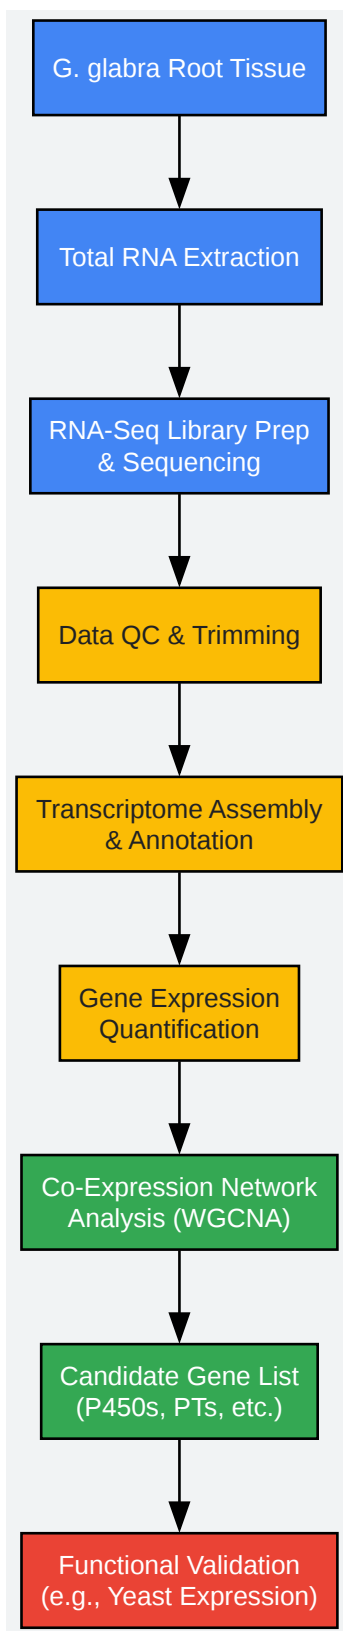 G. glabra Root Tissue
Total RNA Extraction
RNA-Seq Library Prep
& Sequencing
Data QC & Trimming
Transcriptome Assembly
& Annotation
Gene Expression
Quantification
Co-Expression Network
Analysis (WGCNA)
Candidate Gene List
(P450s, PTs, etc.)
Functional Validation
(e.g., Yeast Expression)